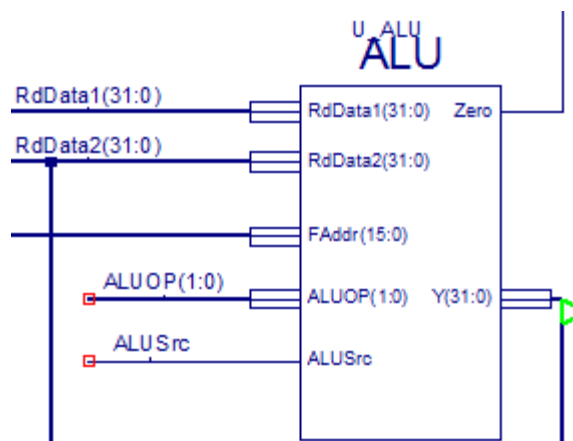 U_ALU
ALU
RdData1(31:0)
RdData1(31:0) Zero
RdData2(31:0)
RdData2(31:0)
FAddr(15:0)
ALUOP(1:0)
ALUOP(1:0) Y(31:0)
ALUSrc
ALUSrc